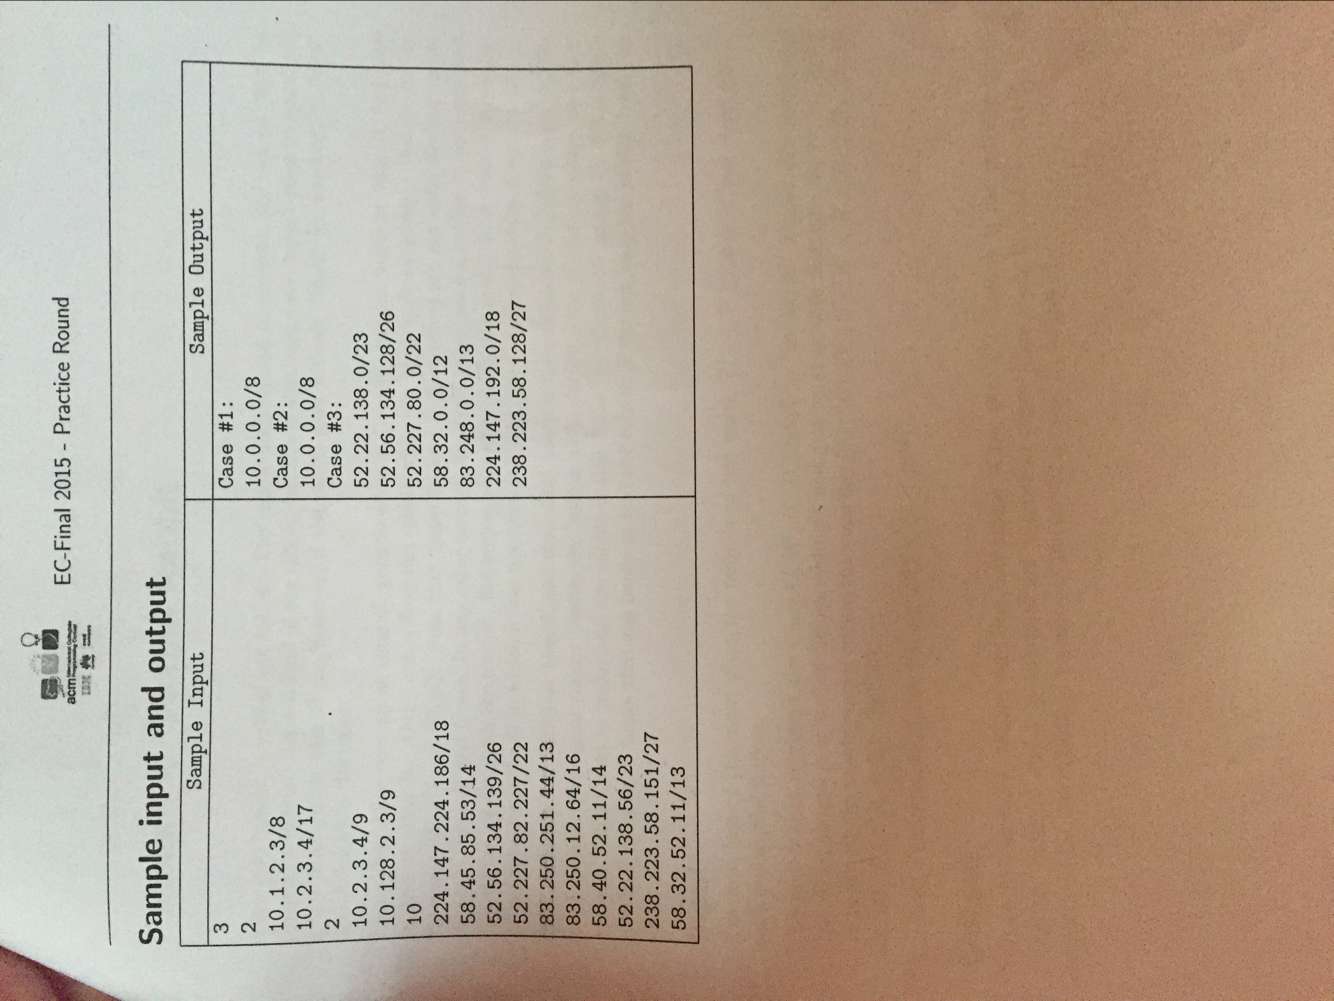 acm International Collegiate
Programming Contest
IBM
EC-Final 2015 - Practice Round
Sample input and output
Sample Input
3
2
10.1.2.3/8
10.2.3.4/17
2
10.2.3.4/9
10.128.2.3/9
10
224.147.224.186/18
58.45.85.53/14
52.56.134.139/26
52.227.82.227/22
83.250.251.44/13
83.250.12.64/16
58.40.52.11/14
52.22.138.56/23
238.223.58.151/27
58.32.52.11/13
Sample Output
Case #1:
10.0.0.0/8
Case #2:
10.0.0.0/8
Case #3:
52.22.138.0/23
52.56.134.128/26
52.227.80.0/22
58.32.0.0/12
83.248.0.0/13
224.147.192.0/18
238.223.58.128/27